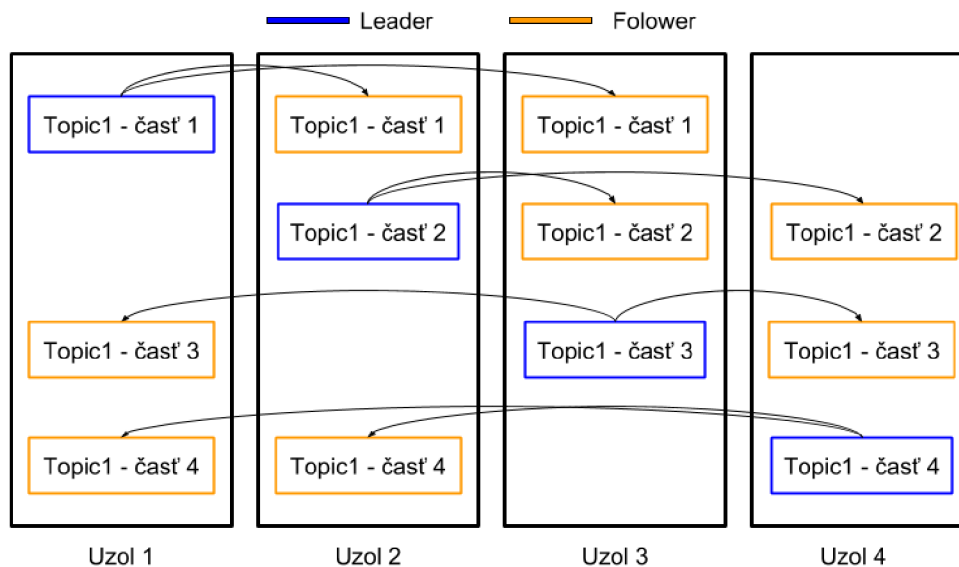 Leader Folower
Topic1 - časť 1 Topic1 - časť 1 Topic1 - časť 1
Topic1 - časť 2 Topic1 - časť 2 Topic1 - časť 2
Topic1 - časť 3 Topic1 - časť 3 Topic1 - časť 3
Topic1 - časť 4 Topic1 - časť 4 Topic1 - časť 4
Uzol 1 Uzol 2 Uzol 3 Uzol 4